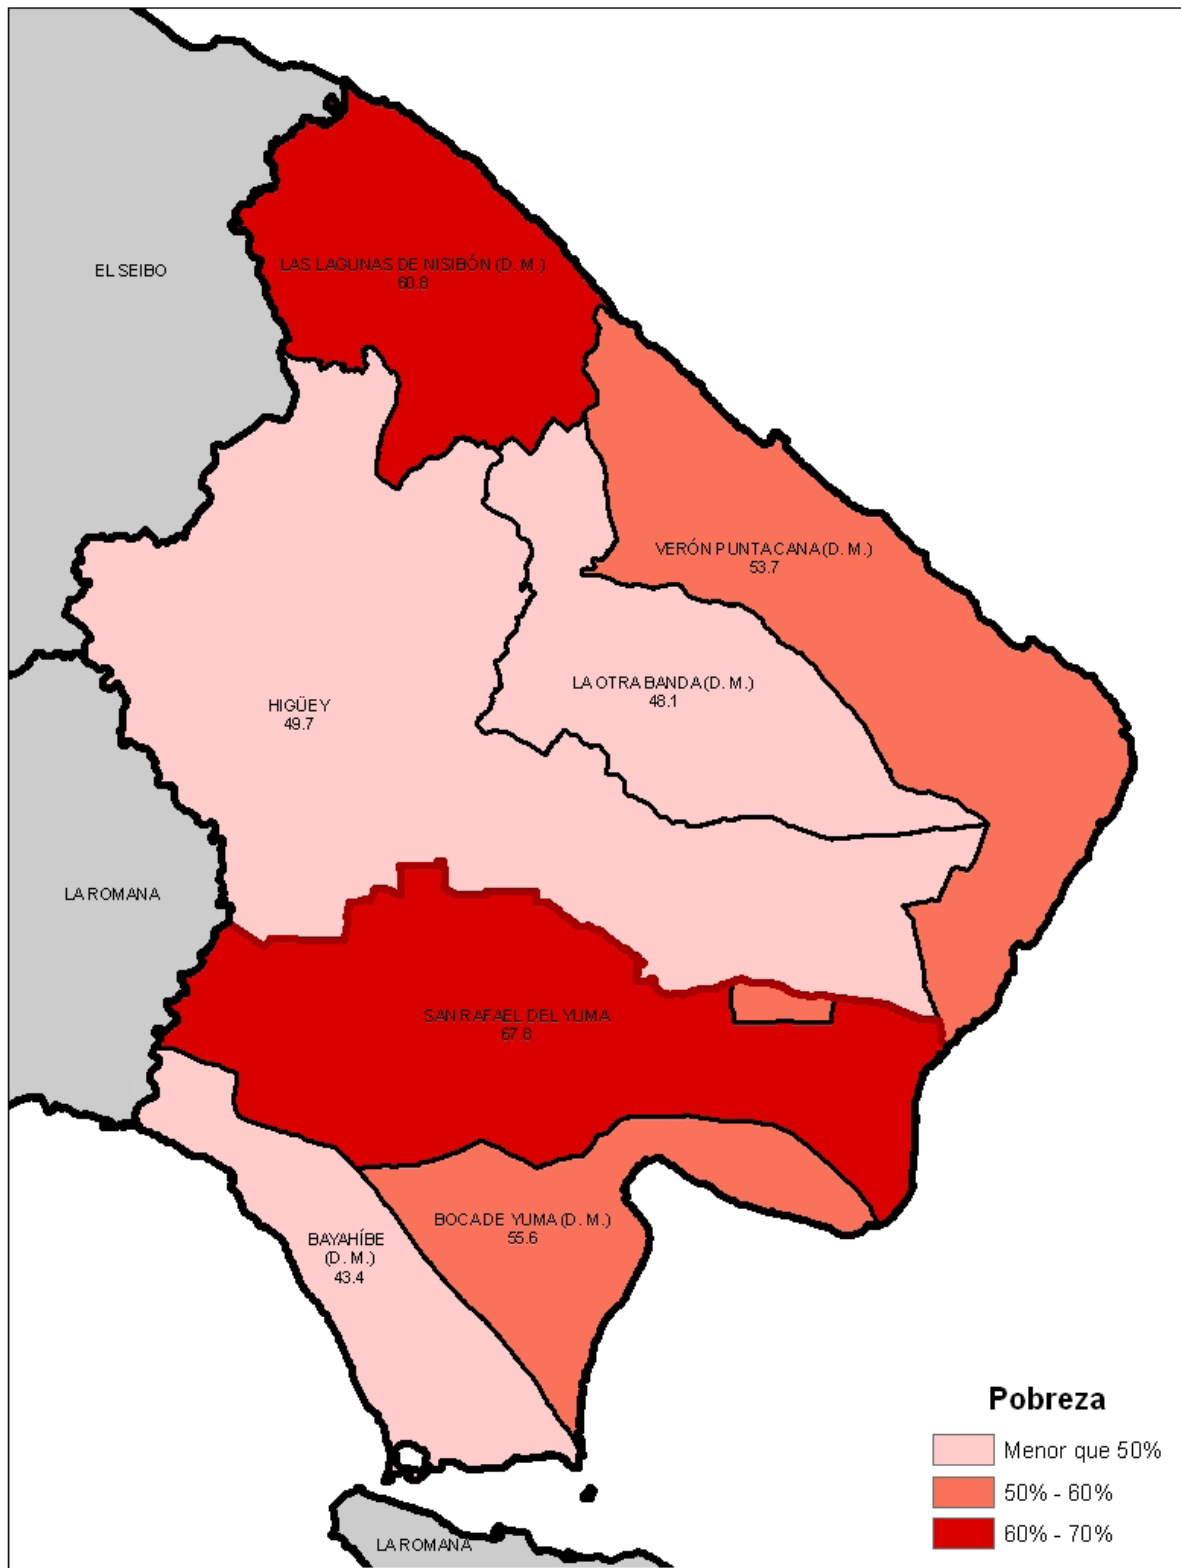 EL SEIBO
LAS LAGUNAS DE NISIBÓN (D. M.)
60.8
VERÓN PUNTA CANA (D. M.)
53.7
LA OTRA BANDA (D. M.)
48.1
HIGÜEY
49.7
LA ROMANA
SAN RAFAEL DEL YUMA
67.8
BOCA DE YUMA (D. M.)
55.6
BAYAHÍBE
(D. M.)
43.4
LA ROMANA
Pobreza
Menor que 50%
50% - 60%
60% - 70%